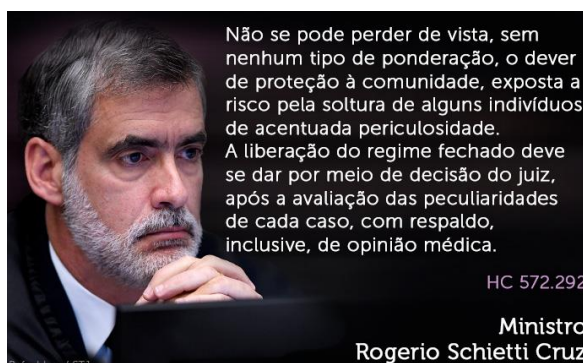 Não se pode perder de vista, sem
nenhum tipo de ponderação, o dever
de proteção à comunidade, exposta a
risco pela soltura de alguns indivíduos
de acentuada periculosidade.
A liberação do regime fechado deve
se dar por meio de decisão do juiz,
após a avaliação das peculiaridades
de cada caso, com respaldo,
inclusive, de opinião médica.
HC 572.292
Ministro
Rogerio Schietti Cruz